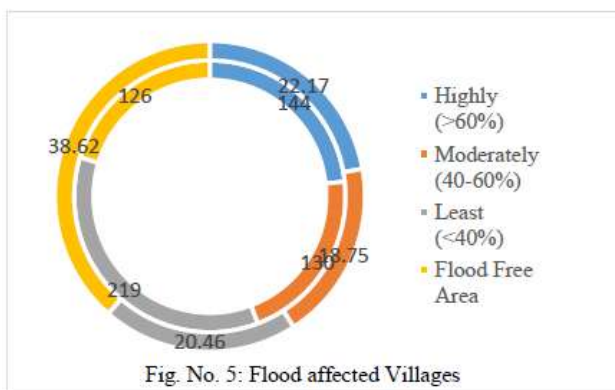 22.17
144
126
38.62
18.75
130
219
20.46
Highly
(>60%)
Moderately
(40-60%)
Least
(<40%)
Flood Free
Area
Fig. No. 5: Flood affected Villages